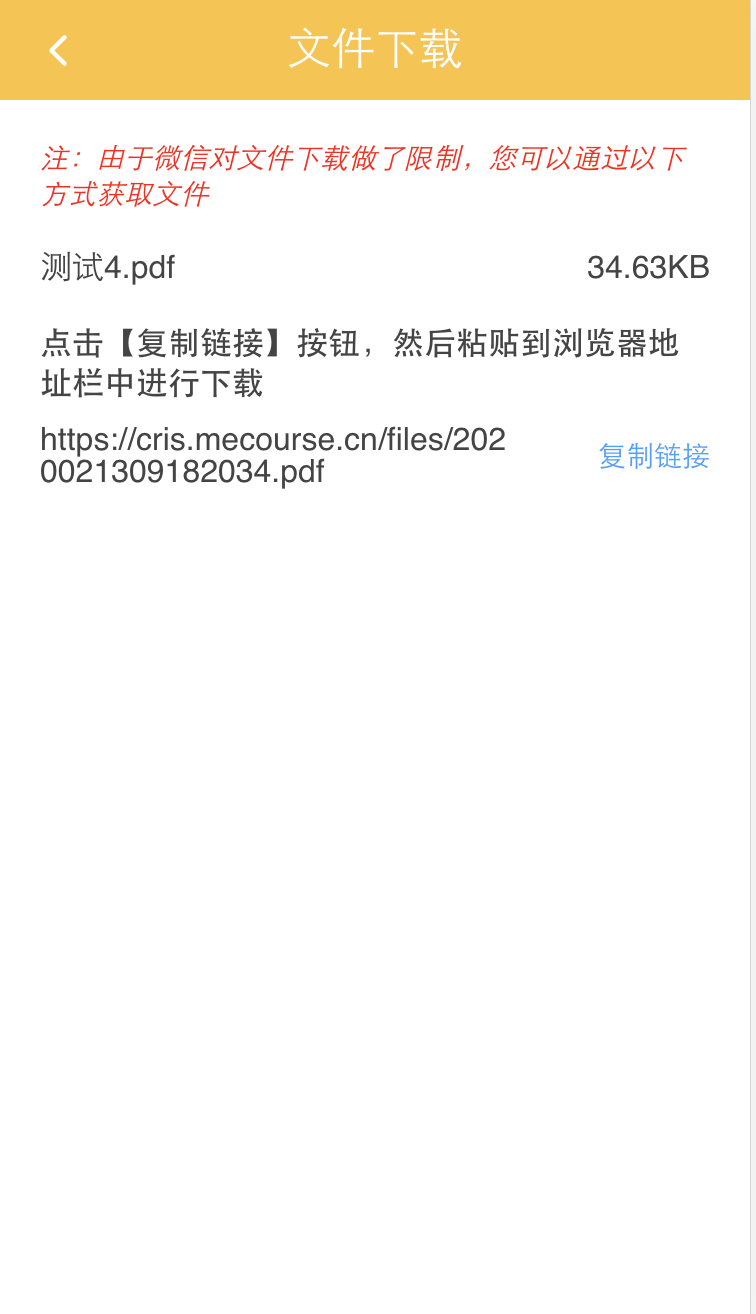 文件下载
注：由于微信对文件下载做了限制，您可以通过以下
方式获取文件
测试4.pdf 34.63KB
点击【复制链接】按钮，然后粘贴到浏览器地
址栏中进行下载
https://cris.mecourse.cn/files/202
0021309182034.pdf
复制链接